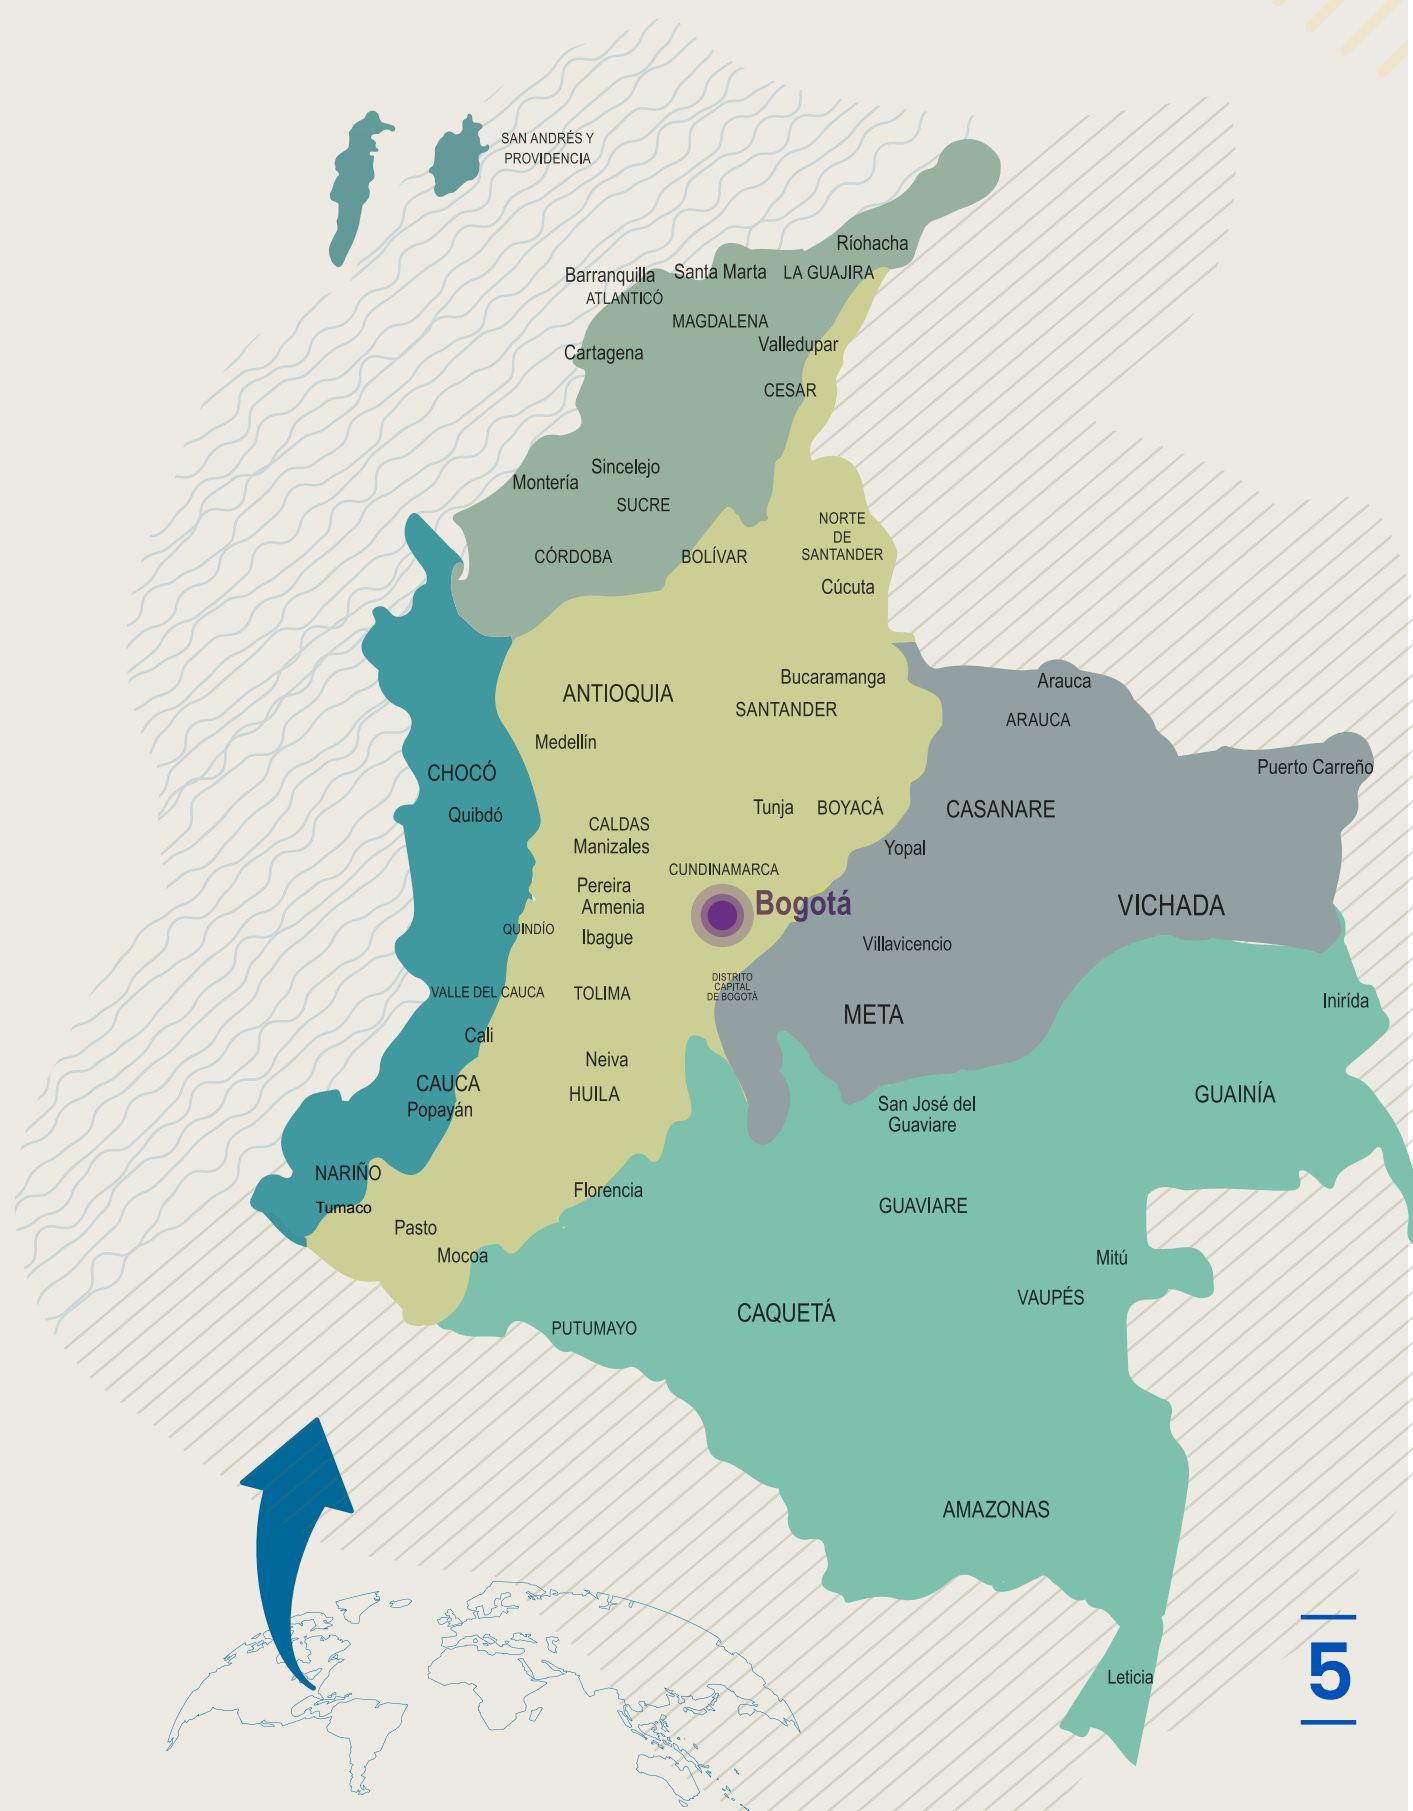 SAN ANDRÉS Y
PROVIDENCIA
Ríohacha
Barranquilla
Santa Marta
LA GUAJIRA
ATLANTICÓ
MAGDALENA
Valledupar
Cartagena
CESAR
Sincelejo
Montería
SUCRE
NORTE
DE
SANTANDER
CÓRDOBA
BOLÍVAR
Cúcuta
Bucaramanga
Arauca
ANTIOQUIA
SANTANDER
ARAUCA
Medellín
CHOCÓ
Puerto Carreño
Quibdó
Tunja
BOYACÁ
CASANARE
CALDAS
Manizales
Yopal
CUNDINAMARCA
Pereira
Armenia
Bogotá
VICHADA
QUINDÍO
Ibague
Villavicencio
DISTRITO
CAPITAL
DE BOGOTÀ
VALLE DEL CAUCA
TOLIMA
Inirída
META
Cali
Neiva
CAUCA
HUILA
GUAINÍA
Popayán
San José del
Guaviare
NARIÑO
Florencia
Tumaco
GUAVIARE
Pasto
Mocoa
Mitú
VAUPÉS
CAQUETÁ
PUTUMAYO
AMAZONAS
Leticia
5